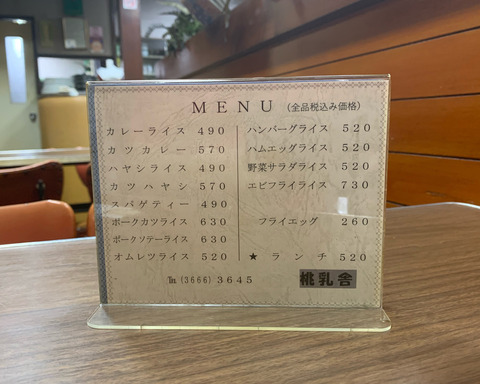 MENU (全品税込み価格)
カレーライス 490
カツカレー 570
ハヤシライス 490
カツハヤシ 570
スパゲティー 490
ポークカツライス 630
ポークソテーライス 630
オムレツライス 520
ハンバーグライス 520
ハムエッグライス 520
野菜サラダライス 520
エビフライライス 730
フライエッグ 260
★ ランチ 520
℡ (3666) 3645
桃乳舎